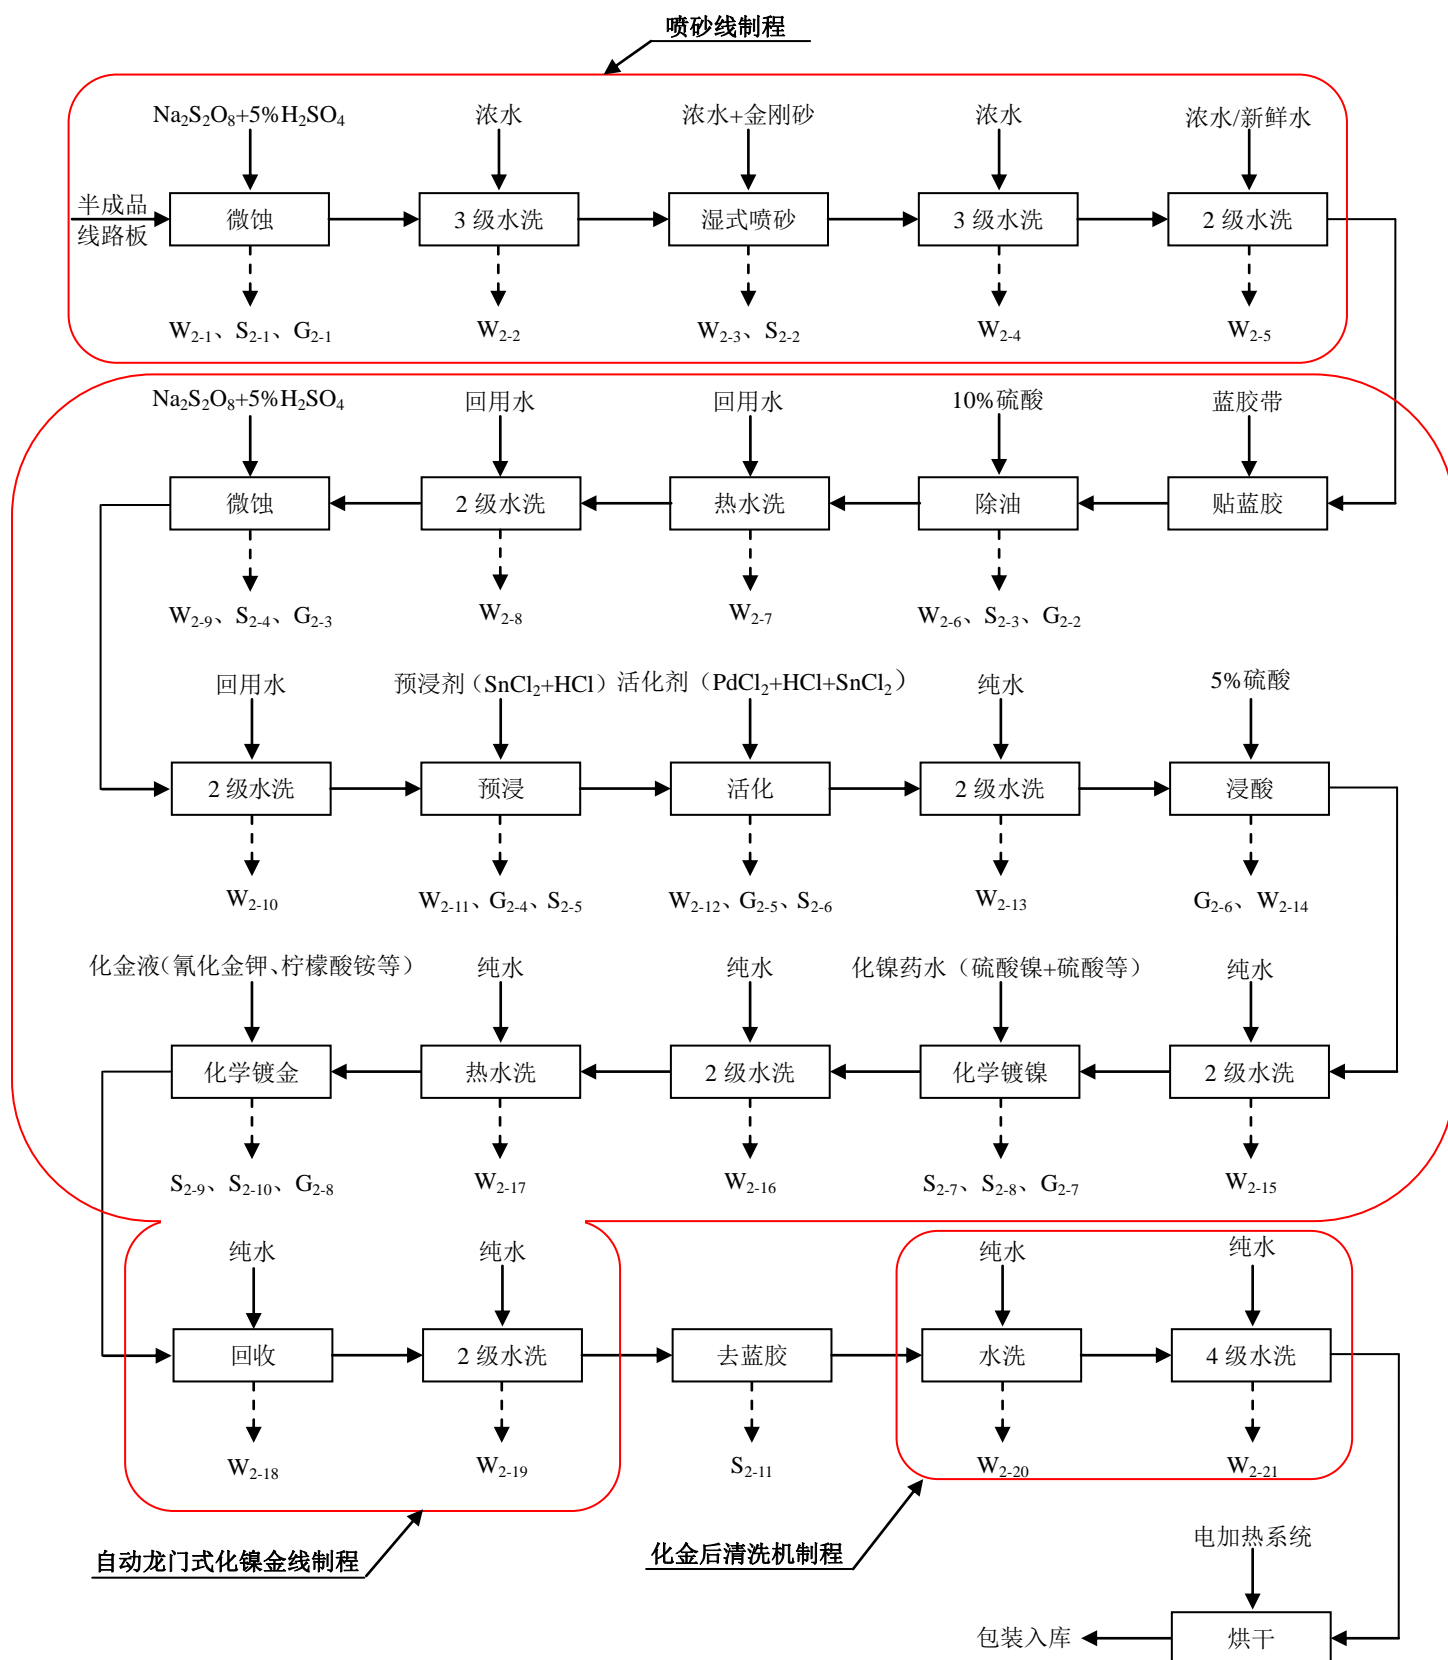 喷砂线制程
Na₂S₂O₈+5%H₂SO₄
浓水
浓水+金刚砂
浓水
浓水/新鲜水
半成品
线路板
微蚀
3 级水洗
湿式喷砂
3 级水洗
2 级水洗
W₂₋₁、S₂₋₁、G₂₋₁
W₂₋₂
W₂₋₃、S₂₋₂
W₂₋₄
W₂₋₅
Na₂S₂O₈+5%H₂SO₄
回用水
回用水
10%硫酸
蓝胶带
微蚀
2 级水洗
热水洗
除油
贴蓝胶
W₂₋₉、S₂₋₄、G₂₋₃
W₂₋₈
W₂₋₇
W₂₋₆、S₂₋₃、G₂₋₂
回用水
预浸剂（SnCl₂+HCl）
活化剂（PdCl₂+HCl+SnCl₂）
纯水
5%硫酸
2 级水洗
预浸
活化
2 级水洗
浸酸
W₂₋₁₀
W₂₋₁₁、G₂₋₄、S₂₋₅
W₂₋₁₂、G₂₋₅、S₂₋₆
W₂₋₁₃
G₂₋₆、W₂₋₁₄
化金液（氰化金钾、柠檬酸铵等）
纯水
纯水
化镍药水（硫酸镍+硫酸等）
纯水
化学镀金
热水洗
2 级水洗
化学镀镍
2 级水洗
S₂₋₉、S₂₋₁₀、G₂₋₈
W₂₋₁₇
W₂₋₁₆
S₂₋₇、S₂₋₈、G₂₋₇
W₂₋₁₅
纯水
纯水
纯水
纯水
回收
2 级水洗
去蓝胶
水洗
4 级水洗
W₂₋₁₈
W₂₋₁₉
S₂₋₁₁
W₂₋₂₀
W₂₋₂₁
自动龙门式化镍金线制程
化金后清洗机制程
电加热系统
包装入库
烘干